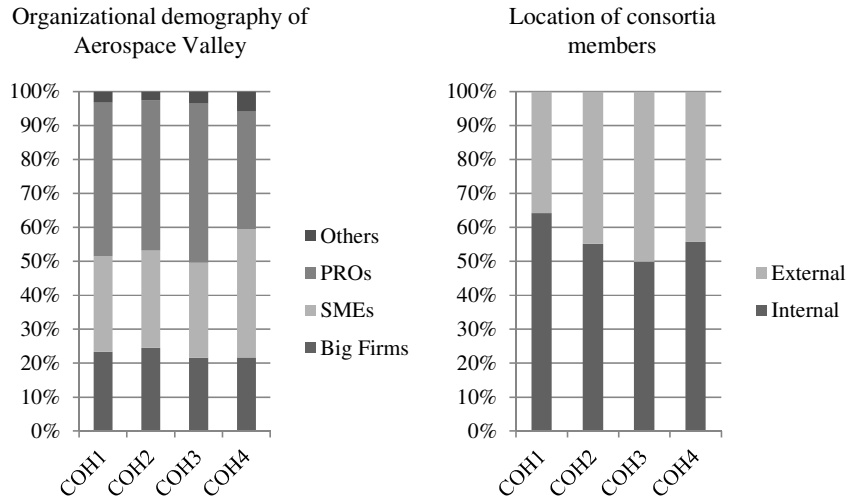 Organizational demography of
Aerospace Valley
100%
90%
80%
70%
60%
50%
40%
30%
20%
10%
0%
COH1
COH2
COH3
COH4
Others
PROs
SMEs
Big Firms
Location of consortia
members
100%
90%
80%
70%
60%
50%
40%
30%
20%
10%
0%
COH1
COH2
COH3
COH4
External
Internal